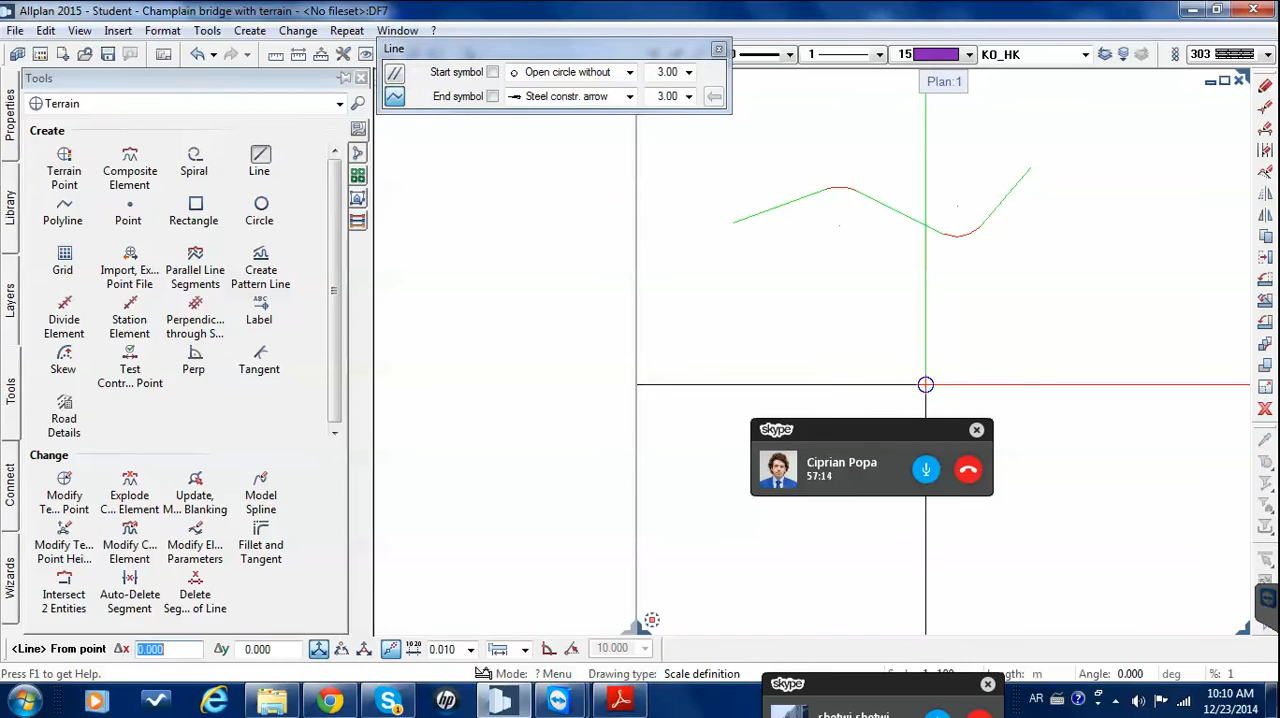 Allplan 2015 - Student - Champlain bridge with terrain - <No fileset>:DF7
File Edit View Insert Format Tools Create Change Repeat Window ?
Line
Start symbol Open circle without 3.00
End symbol Steel constr. arrow 3.00
1 15 KO_HK 303
Plan:1
Tools
Terrain
Properties
Library
Layers
Tools
Connect
Wizards
Create
Terrain Point
Composite Element
Spiral
Line
Polyline
Point
Rectangle
Circle
Grid
Import, Ex... Point File
Parallel Line Segments
Create Pattern Line
Divide Element
Station Element
Perpendic... through S...
ABC
Label
Skew
Test Contr... Point
Perp
Tangent
Road Details
Change
Modify Te... Point
Explode C... Element
Update, M... Blanking
Model Spline
Modify Te... Point Hei...
Modify C... Element
Modify El... Parameters
Fillet and Tangent
Intersect 2 Entities
Auto-Delete Segment
Delete Seg... of Line
skype
Ciprian Popa
57:14
<Line> From point Δx 0.000 Δy 0.000 0.010 10.000
Press F1 to get Help.
Mode: ? Menu Drawing type: Scale definition
m Angle: 0.000 %: 1
skype
shetwi shetwi
AR
10:10 AM
12/23/2014